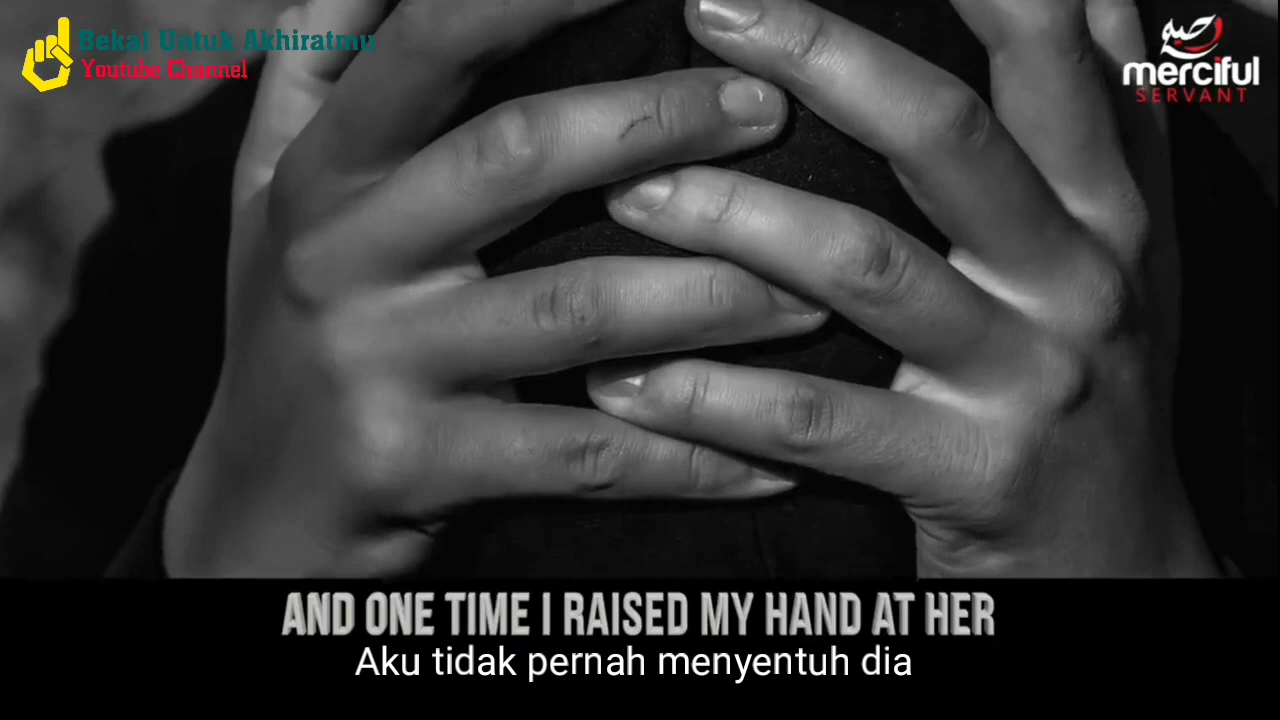 Bekal Untuk Akhiratmu
Youtube Channel
merciful
SERVANT
AND ONE TIME I RAISED MY HAND AT HER
Aku tidak pernah menyentuh dia